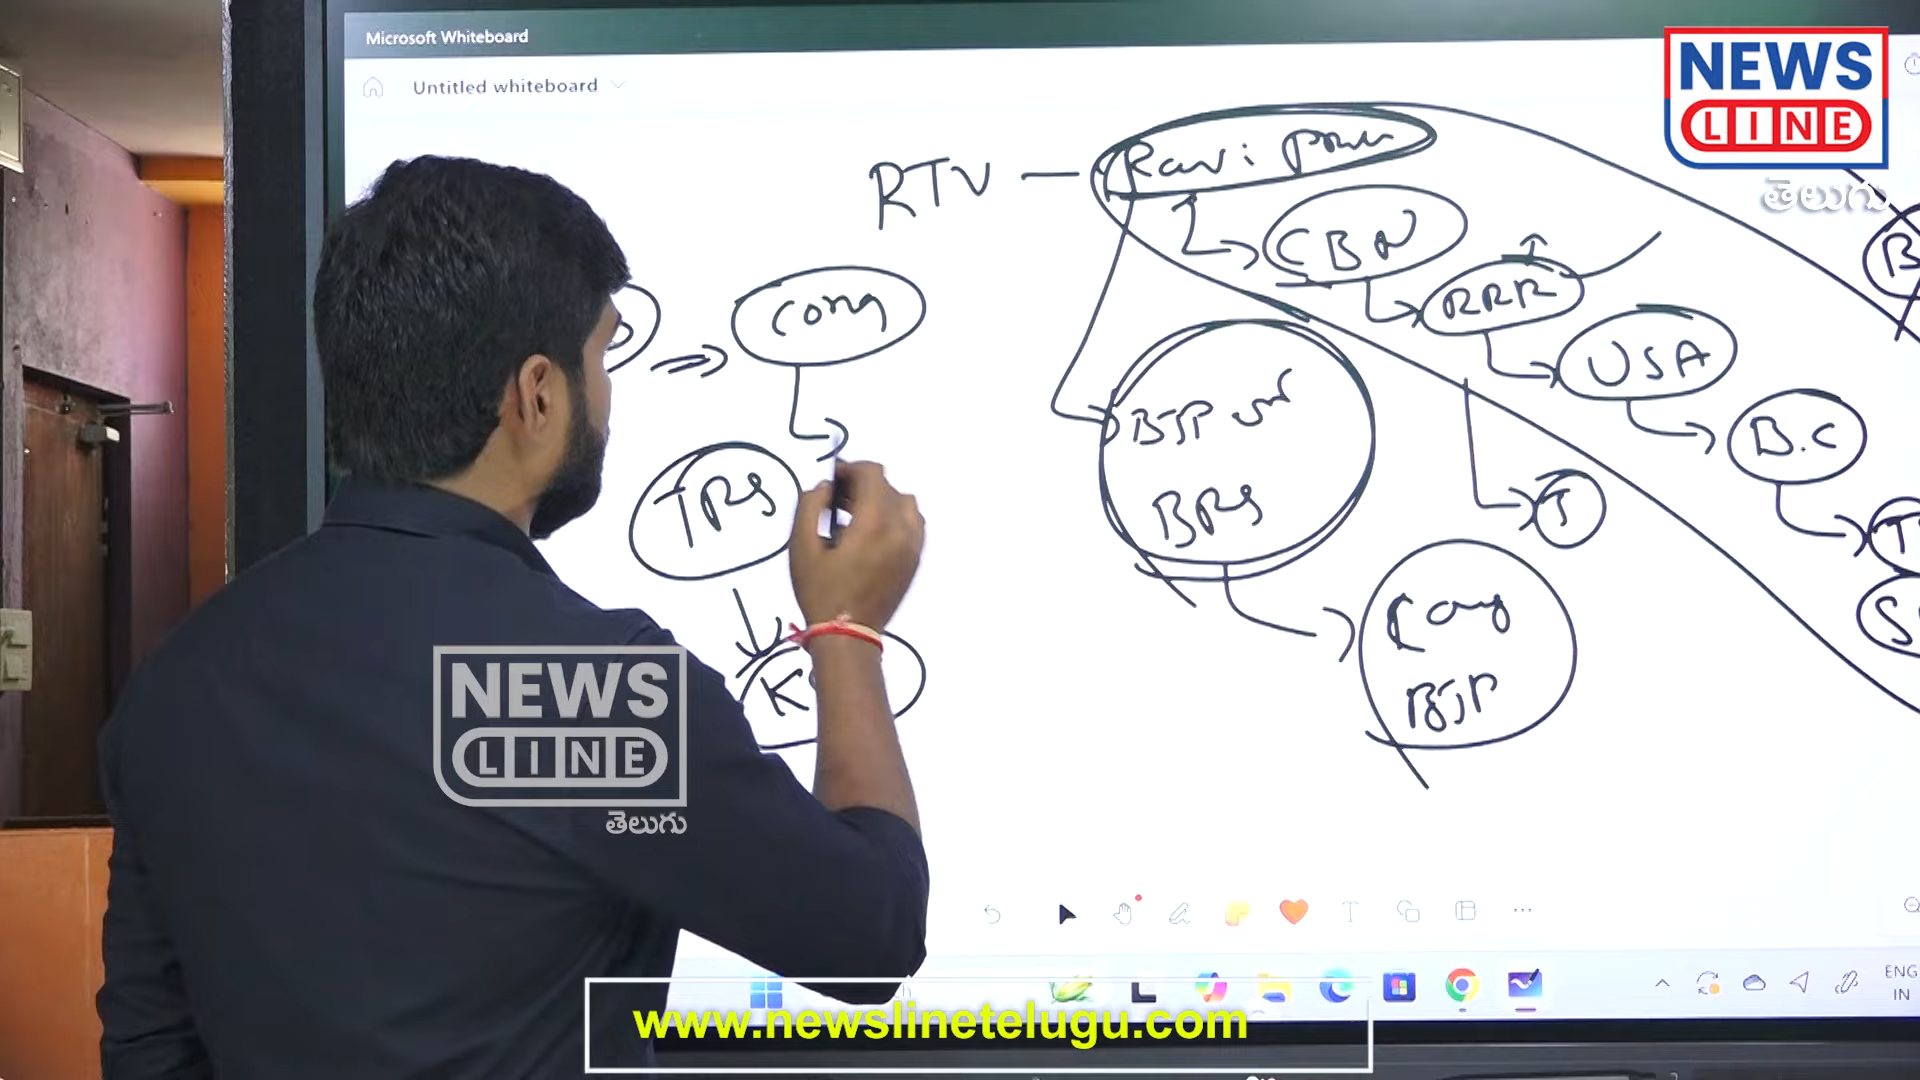 Microsoft Whiteboard
Untitled whiteboard
NEWS
LINE
తెలుగు
RTV — Ravi
CBN
RRR
USA
B.C
T
Cong
TRS
K
BJP
BRS
Cong
BJP
B
T
S
NEWS
LINE
తెలుగు
ENG
IN
www.newslinetelugu.com